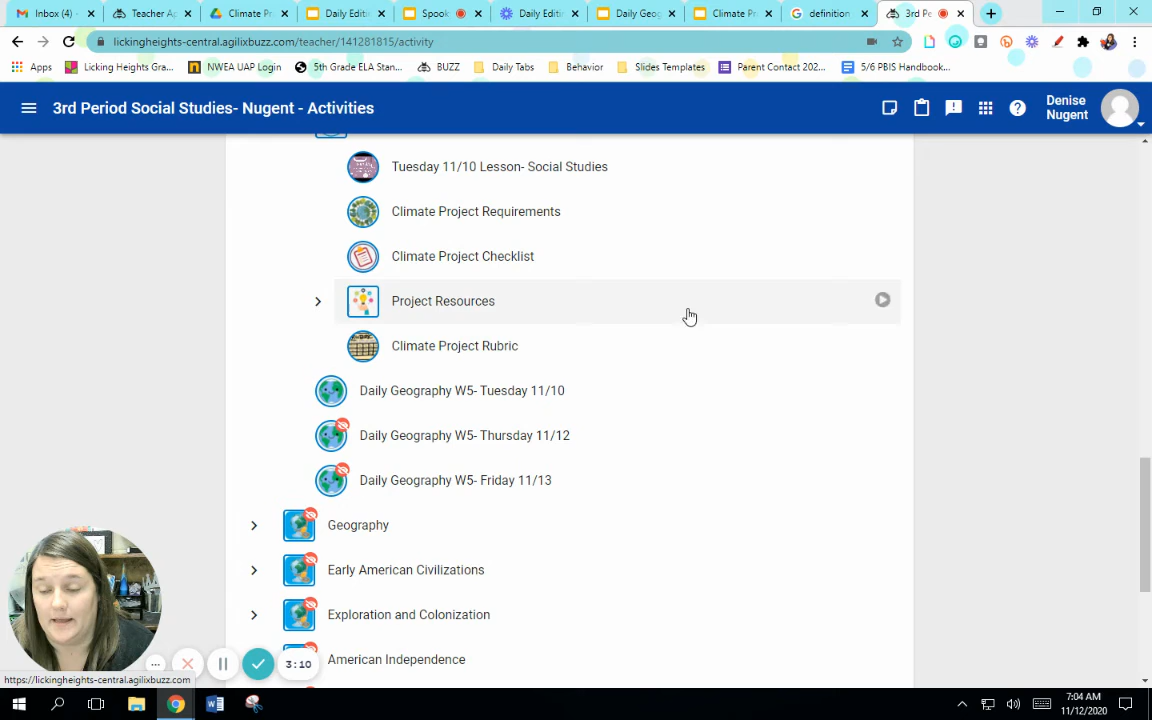 Inbox (4)
Teacher Ap
Climate Pr
Daily Editi
Spook
Daily Editi
Daily Geog
Climate Pr
definition
3rd Pe
lickingheights-central.agilixbuzz.com/teacher/141281815/activity
Apps
Licking Heights Gra...
NWEA UAP Login
5th Grade ELA Stan...
BUZZ
Daily Tabs
Behavior
Slides Templates
Parent Contact 202...
5/6 PBIS Handbook...
3rd Period Social Studies- Nugent - Activities
Denise
Nugent
Tuesday 11/10 Lesson- Social Studies
Climate Project Requirements
Climate Project Checklist
Project Resources
Climate Project Rubric
Daily Geography W5- Tuesday 11/10
Daily Geography W5- Thursday 11/12
Daily Geography W5- Friday 11/13
Geography
Early American Civilizations
Exploration and Colonization
American Independence
3:10
https://lickingheights-central.agilixbuzz.com
7:04 AM
11/12/2020